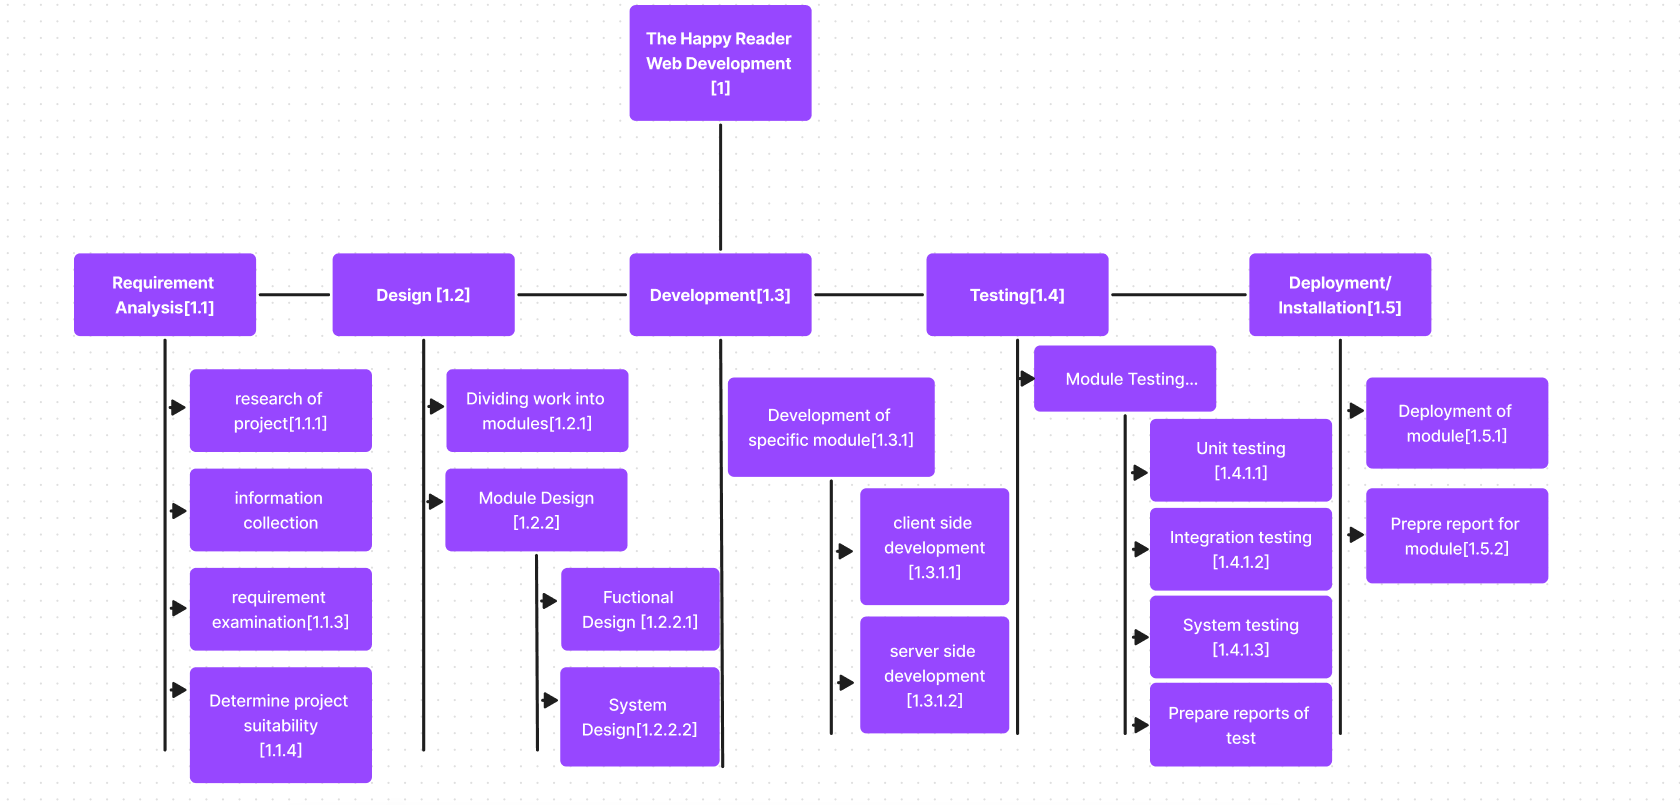 The Happy Reader
Web Development
[1]
Requirement
Analysis[1.1]
Design [1.2]
Development[1.3]
Testing[1.4]
Deployment/
Installation[1.5]
research of
project[1.1.1]
information
collection
requirement
examination[1.1.3]
Determine project
suitability
[1.1.4]
Dividing work into
modules[1.2.1]
Module Design
[1.2.2]
Fuctional
Design [1.2.2.1]
System
Design[1.2.2.2]
Development of
specific module[1.3.1]
client side
development
[1.3.1.1]
server side
development
[1.3.1.2]
Module Testing...
Unit testing
[1.4.1.1]
Integration testing
[1.4.1.2]
System testing
[1.4.1.3]
Prepare reports of
test
Deployment of
module[1.5.1]
Prepre report for
module[1.5.2]